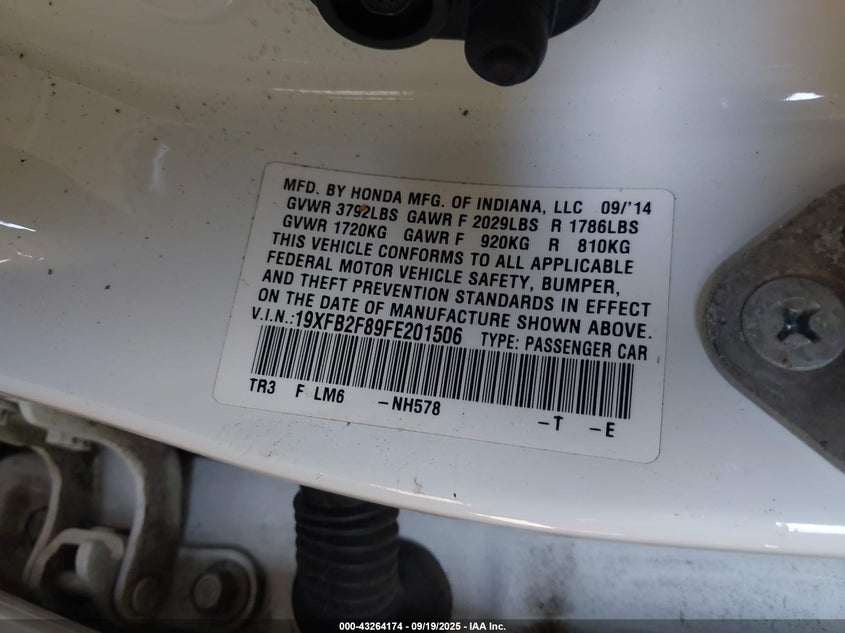 MFD. BY HONDA MFG. OF INDIANA, LLC 09/'14
GVWR 3792LBS GAWR F 2029LBS R 1786LBS
GVWR 1720KG GAWR F 920KG R 810KG
THIS VEHICLE CONFORMS TO ALL APPLICABLE
FEDERAL MOTOR VEHICLE SAFETY, BUMPER,
AND THEFT PREVENTION STANDARDS IN EFFECT
ON THE DATE OF MANUFACTURE SHOWN ABOVE.
V.I.N.:19XFB2F89FE201506 TYPE: PASSENGER CAR
TR3 F LM6 -NH578 -T -E
000-43264174 - 09/19/2025 - IAA Inc.